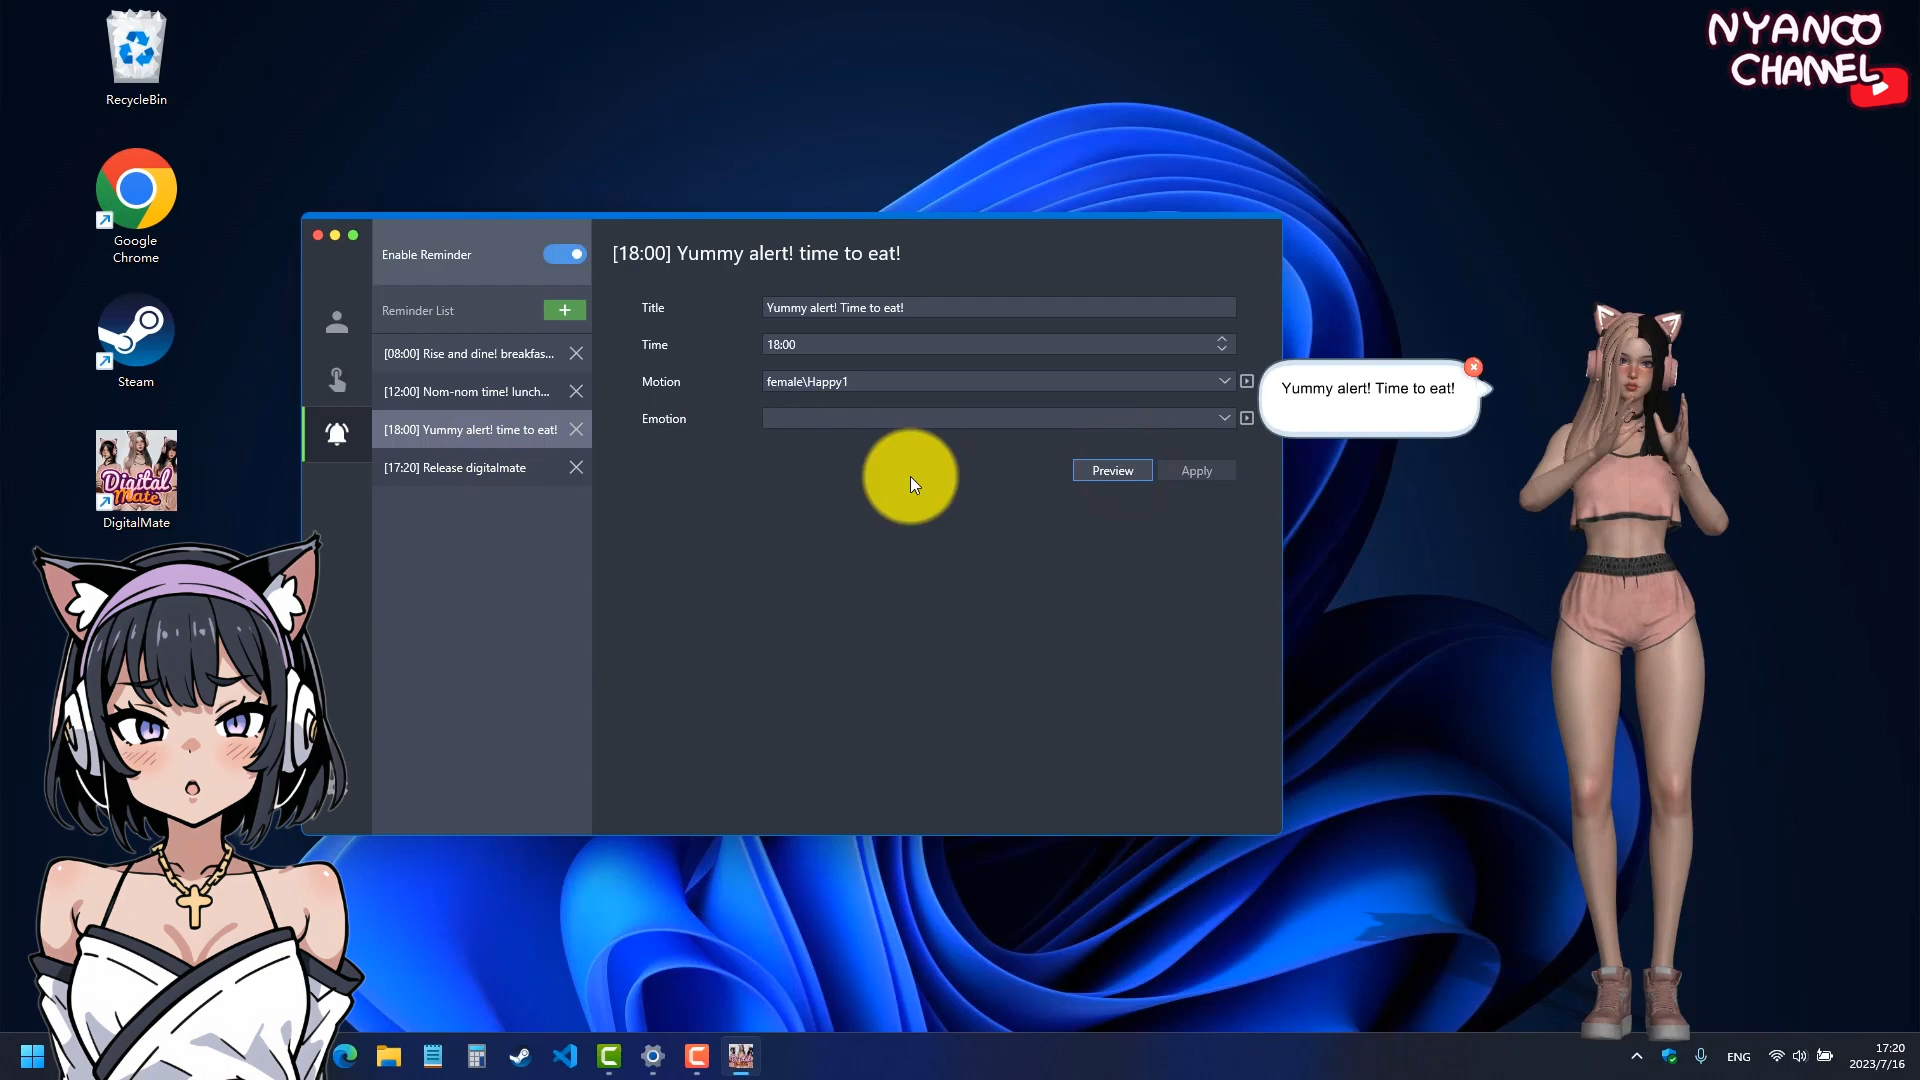 RecycleBin
Google
Chrome
Steam
Digital
Mate
DigitalMate
NYANCO
CHANNEL
Enable Reminder
Reminder List
+
[08:00] Rise and dine! breakfas...
[12:00] Nom-nom time! lunch...
[18:00] Yummy alert! time to eat!
[17:20] Release digitalmate
[18:00] Yummy alert! time to eat!
Title
Yummy alert! Time to eat!
Time
18:00
Motion
female\Happy1
Emotion
Preview
Apply
Yummy alert! Time to eat!
ENG
17:20
2023/7/16